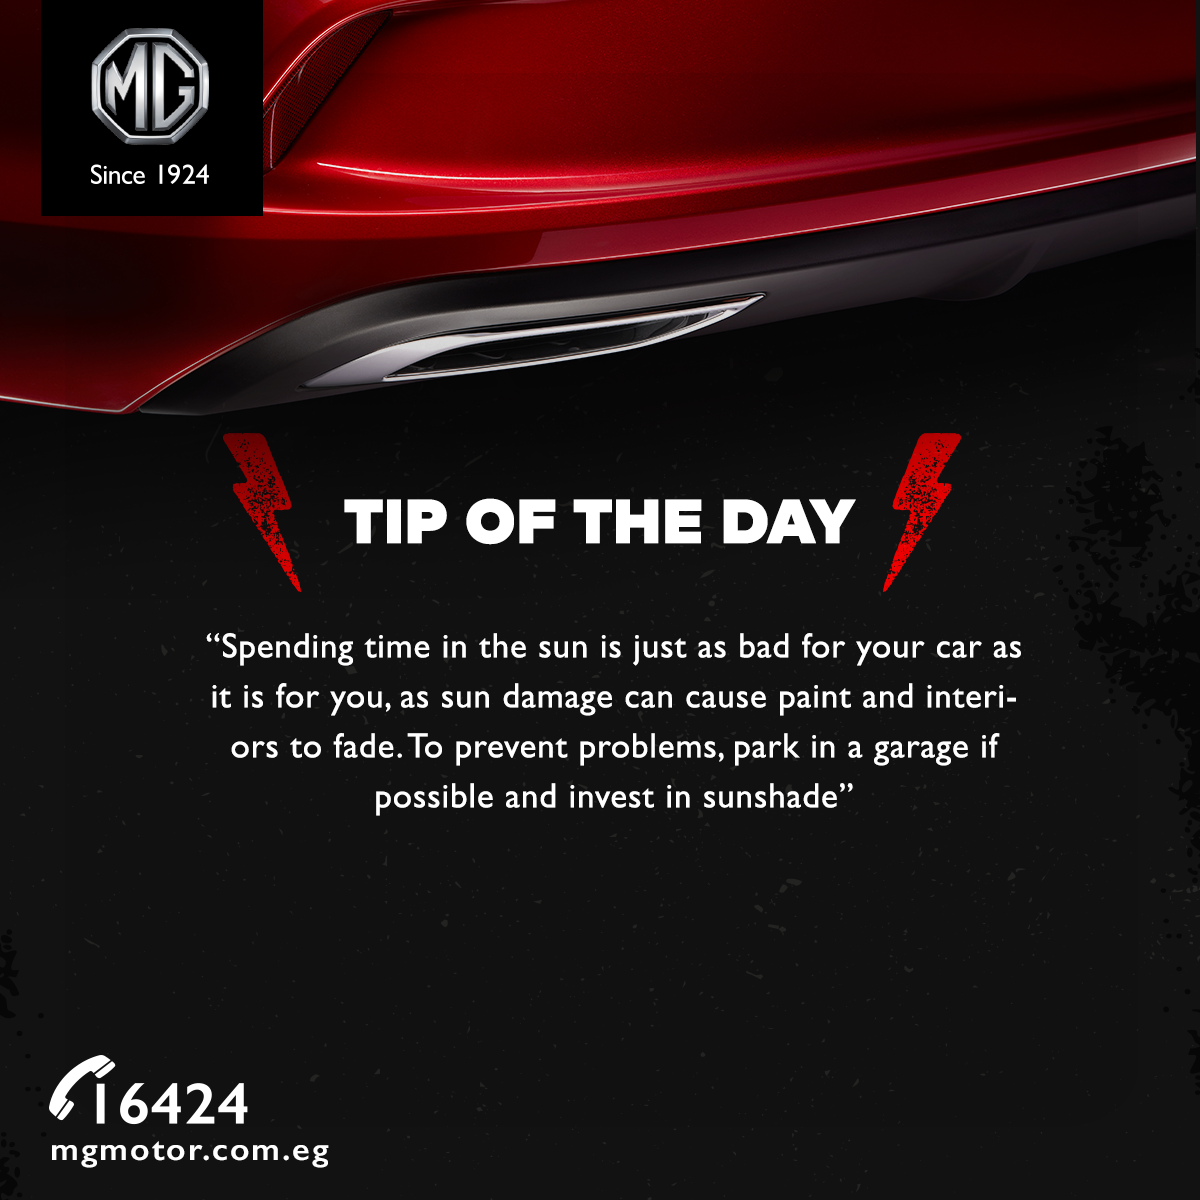 MG
Since 1924
TIP OF THE DAY
“Spending time in the sun is just as bad for your car as
it is for you, as sun damage can cause paint and interi-
ors to fade. To prevent problems, park in a garage if
possible and invest in sunshade”
16424
mgmotor.com.eg